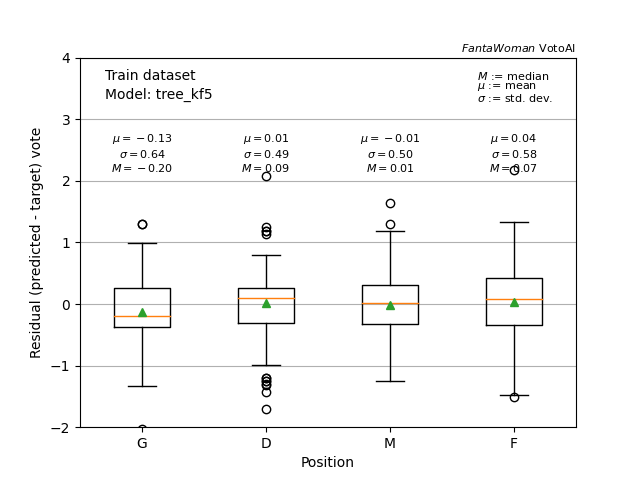 FantaWoman VotoAI
Train dataset
Model: tree_kf5
M := median
μ := mean
σ := std. dev.
μ = −0.13
σ = 0.64
M = −0.20
μ = 0.01
σ = 0.49
M = 0.09
μ = −0.01
σ = 0.50
M = 0.01
μ = 0.04
σ = 0.58
M = 0.07
4
3
2
1
0
−1
−2
Residual (predicted - target) vote
G D M F
Position